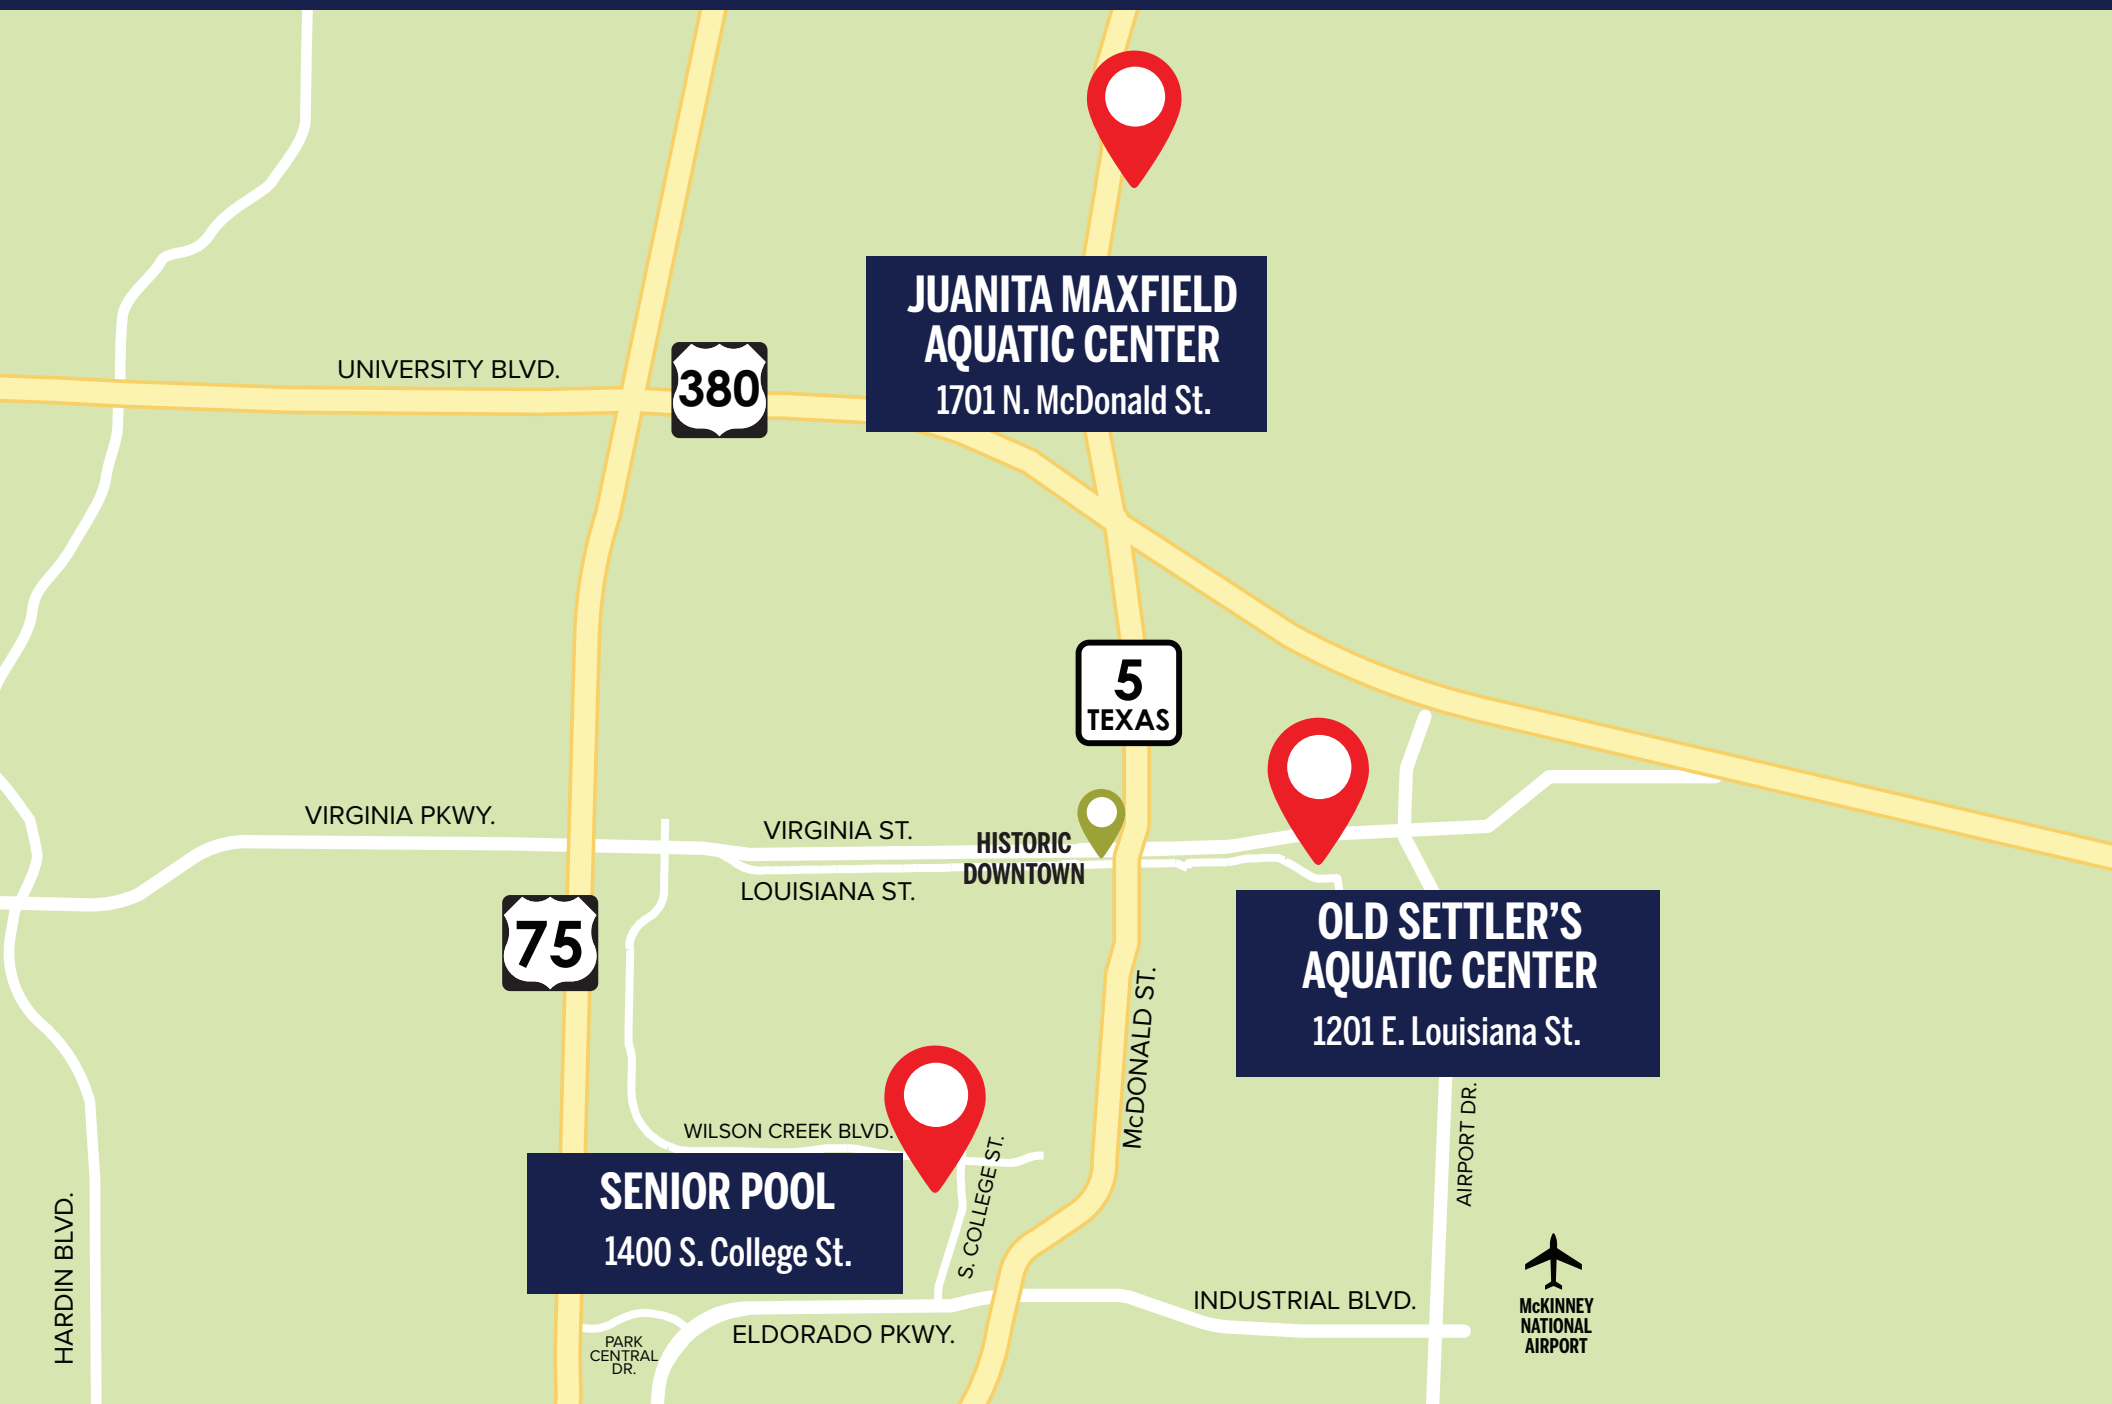 JUANITA MAXFIELD
AQUATIC CENTER
1701 N. McDonald St.
UNIVERSITY BLVD.
380
5
TEXAS
VIRGINIA PKWY.
VIRGINIA ST.
HISTORIC
DOWNTOWN
LOUISIANA ST.
75
OLD SETTLER’S
AQUATIC CENTER
1201 E. Louisiana St.
McDONALD ST.
WILSON CREEK BLVD.
S. COLLEGE ST.
AIRPORT DR.
SENIOR POOL
1400 S. College St.
HARDIN BLVD.
INDUSTRIAL BLVD.
ELDORADO PKWY.
PARK
CENTRAL
DR.
McKINNEY
NATIONAL
AIRPORT